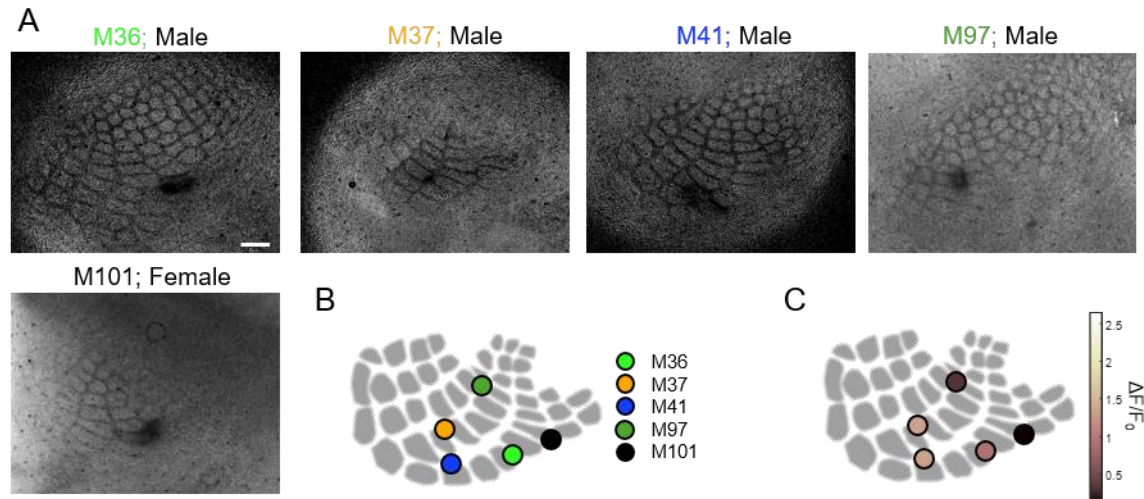 A
M36; Male
M37; Male
M41; Male
M97; Male
M101; Female
B
M36
M37
M41
M97
M101
C
2.5
2
1.5
1
0.5
ΔF/F₀